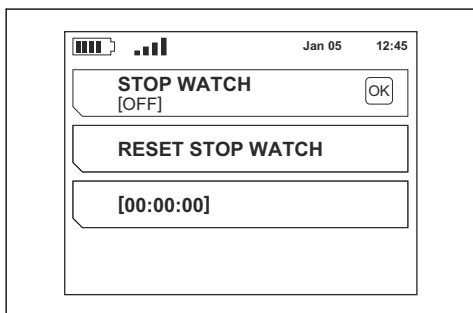 Jan 05 12:45
STOP WATCH
[OFF]
OK
RESET STOP WATCH
[00:00:00]